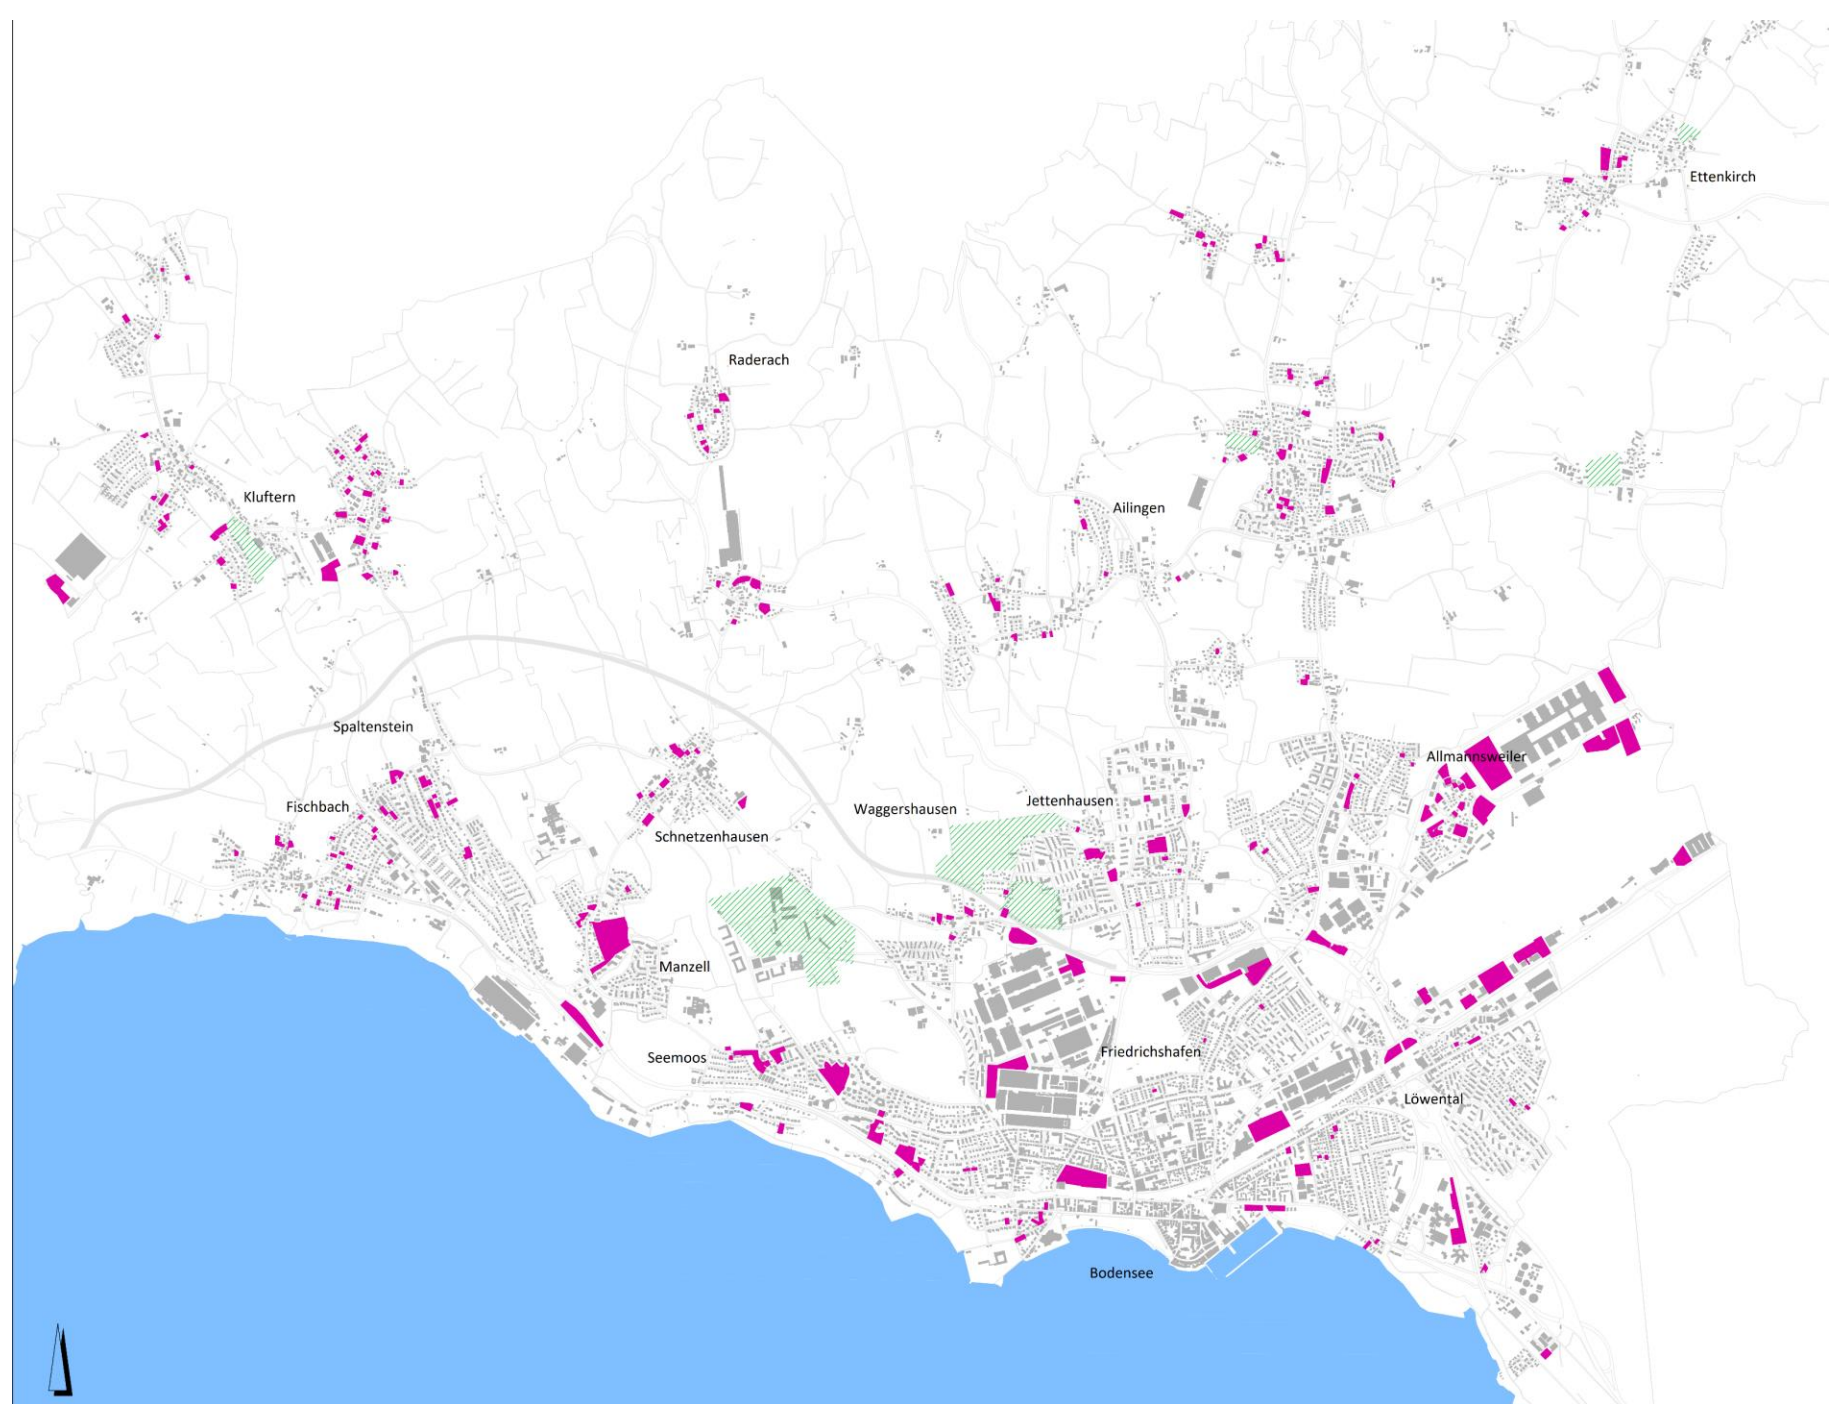 Ettenkirch
Raderach
Kluftern
Ailingen
Spaltenstein
Allmannsweiler
Fischbach
Jettenhausen
Waggershausen
Schnetzenhausen
Manzell
Friedrichshafen
Seemoos
Löwental
Bodensee